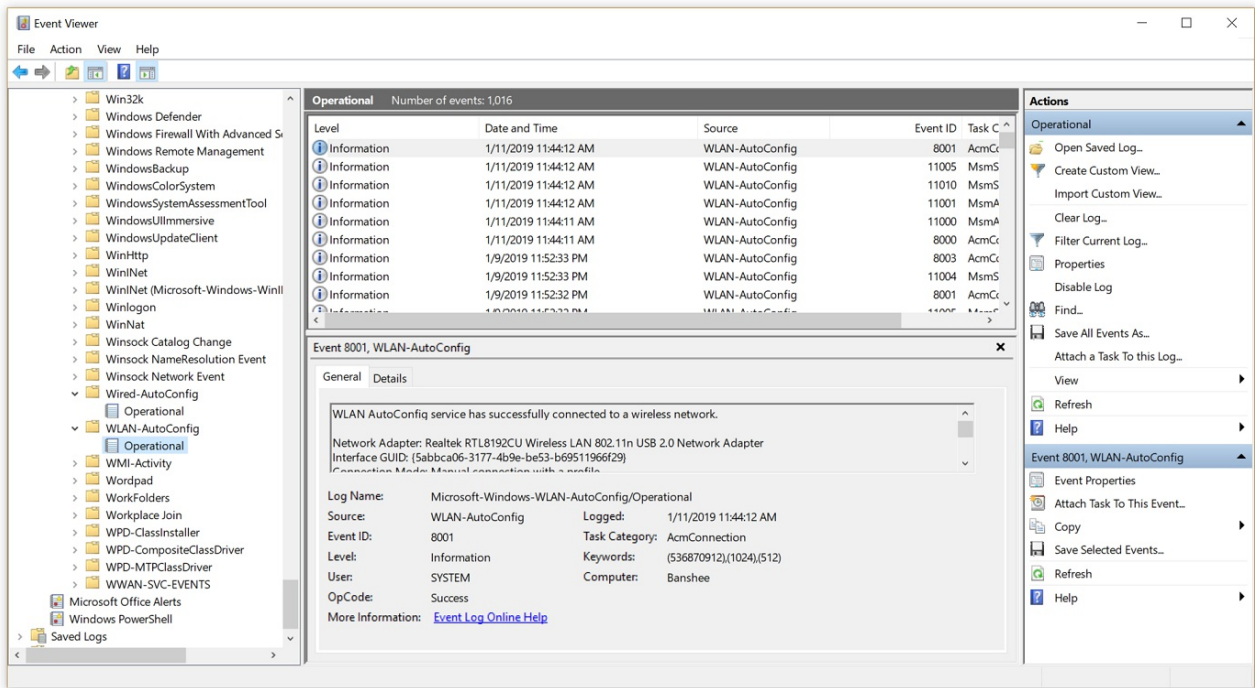 Event Viewer
File Action View Help
Win32k
Windows Defender
Windows Firewall With Advanced Se
Windows Remote Management
WindowsBackup
WindowsColorSystem
WindowsSystemAssessmentTool
WindowsUIImmersive
WindowsUpdateClient
WinHttp
WinINet
WinINet (Microsoft-Windows-WinII
Winlogon
WinNat
Winsock Catalog Change
Winsock NameResolution Event
Winsock Network Event
Wired-AutoConfig
Operational
WLAN-AutoConfig
Operational
WMI-Activity
Wordpad
WorkFolders
Workplace Join
WPD-ClassInstaller
WPD-CompositeClassDriver
WPD-MTPClassDriver
WWAN-SVC-EVENTS
Microsoft Office Alerts
Windows PowerShell
Saved Logs
Operational Number of events: 1,016
Level Date and Time Source Event ID Task C
Information 1/11/2019 11:44:12 AM WLAN-AutoConfig 8001 AcmCo
Information 1/11/2019 11:44:12 AM WLAN-AutoConfig 11005 MsmS
Information 1/11/2019 11:44:12 AM WLAN-AutoConfig 11010 MsmS
Information 1/11/2019 11:44:12 AM WLAN-AutoConfig 11001 MsmA
Information 1/11/2019 11:44:11 AM WLAN-AutoConfig 11000 MsmA
Information 1/11/2019 11:44:11 AM WLAN-AutoConfig 8000 AcmCo
Information 1/9/2019 11:52:33 PM WLAN-AutoConfig 8003 AcmCo
Information 1/9/2019 11:52:33 PM WLAN-AutoConfig 11004 MsmS
Information 1/9/2019 11:52:32 PM WLAN-AutoConfig 8001 AcmCo
Event 8001, WLAN-AutoConfig
General Details
WLAN AutoConfig service has successfully connected to a wireless network.
Network Adapter: Realtek RTL8192CU Wireless LAN 802.11n USB 2.0 Network Adapter
Interface GUID: {5abbca06-3177-4b9e-be53-b69511966f29}
Connection Mode: Manual connection with a profile
Log Name: Microsoft-Windows-WLAN-AutoConfig/Operational
Source: WLAN-AutoConfig Logged: 1/11/2019 11:44:12 AM
Event ID: 8001 Task Category: AcmConnection
Level: Information Keywords: (536870912),(1024),(512)
User: SYSTEM Computer: Banshee
OpCode: Success
More Information: Event Log Online Help
Actions
Operational
Open Saved Log...
Create Custom View...
Import Custom View...
Clear Log...
Filter Current Log...
Properties
Disable Log
Find...
Save All Events As...
Attach a Task To this Log...
View
Refresh
Help
Event 8001, WLAN-AutoConfig
Event Properties
Attach Task To This Event...
Copy
Save Selected Events...
Refresh
Help